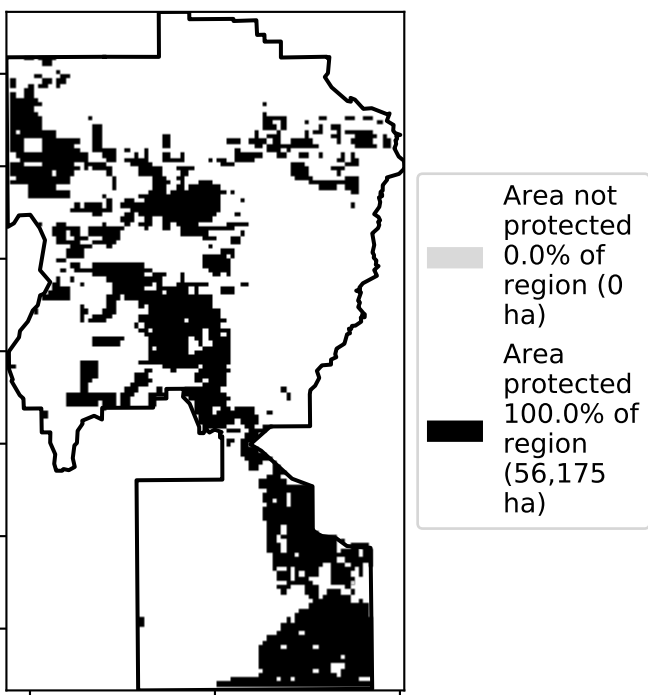 Area not
protected
0.0% of
region (0
ha)
Area
protected
100.0% of
region
(56,175
ha)